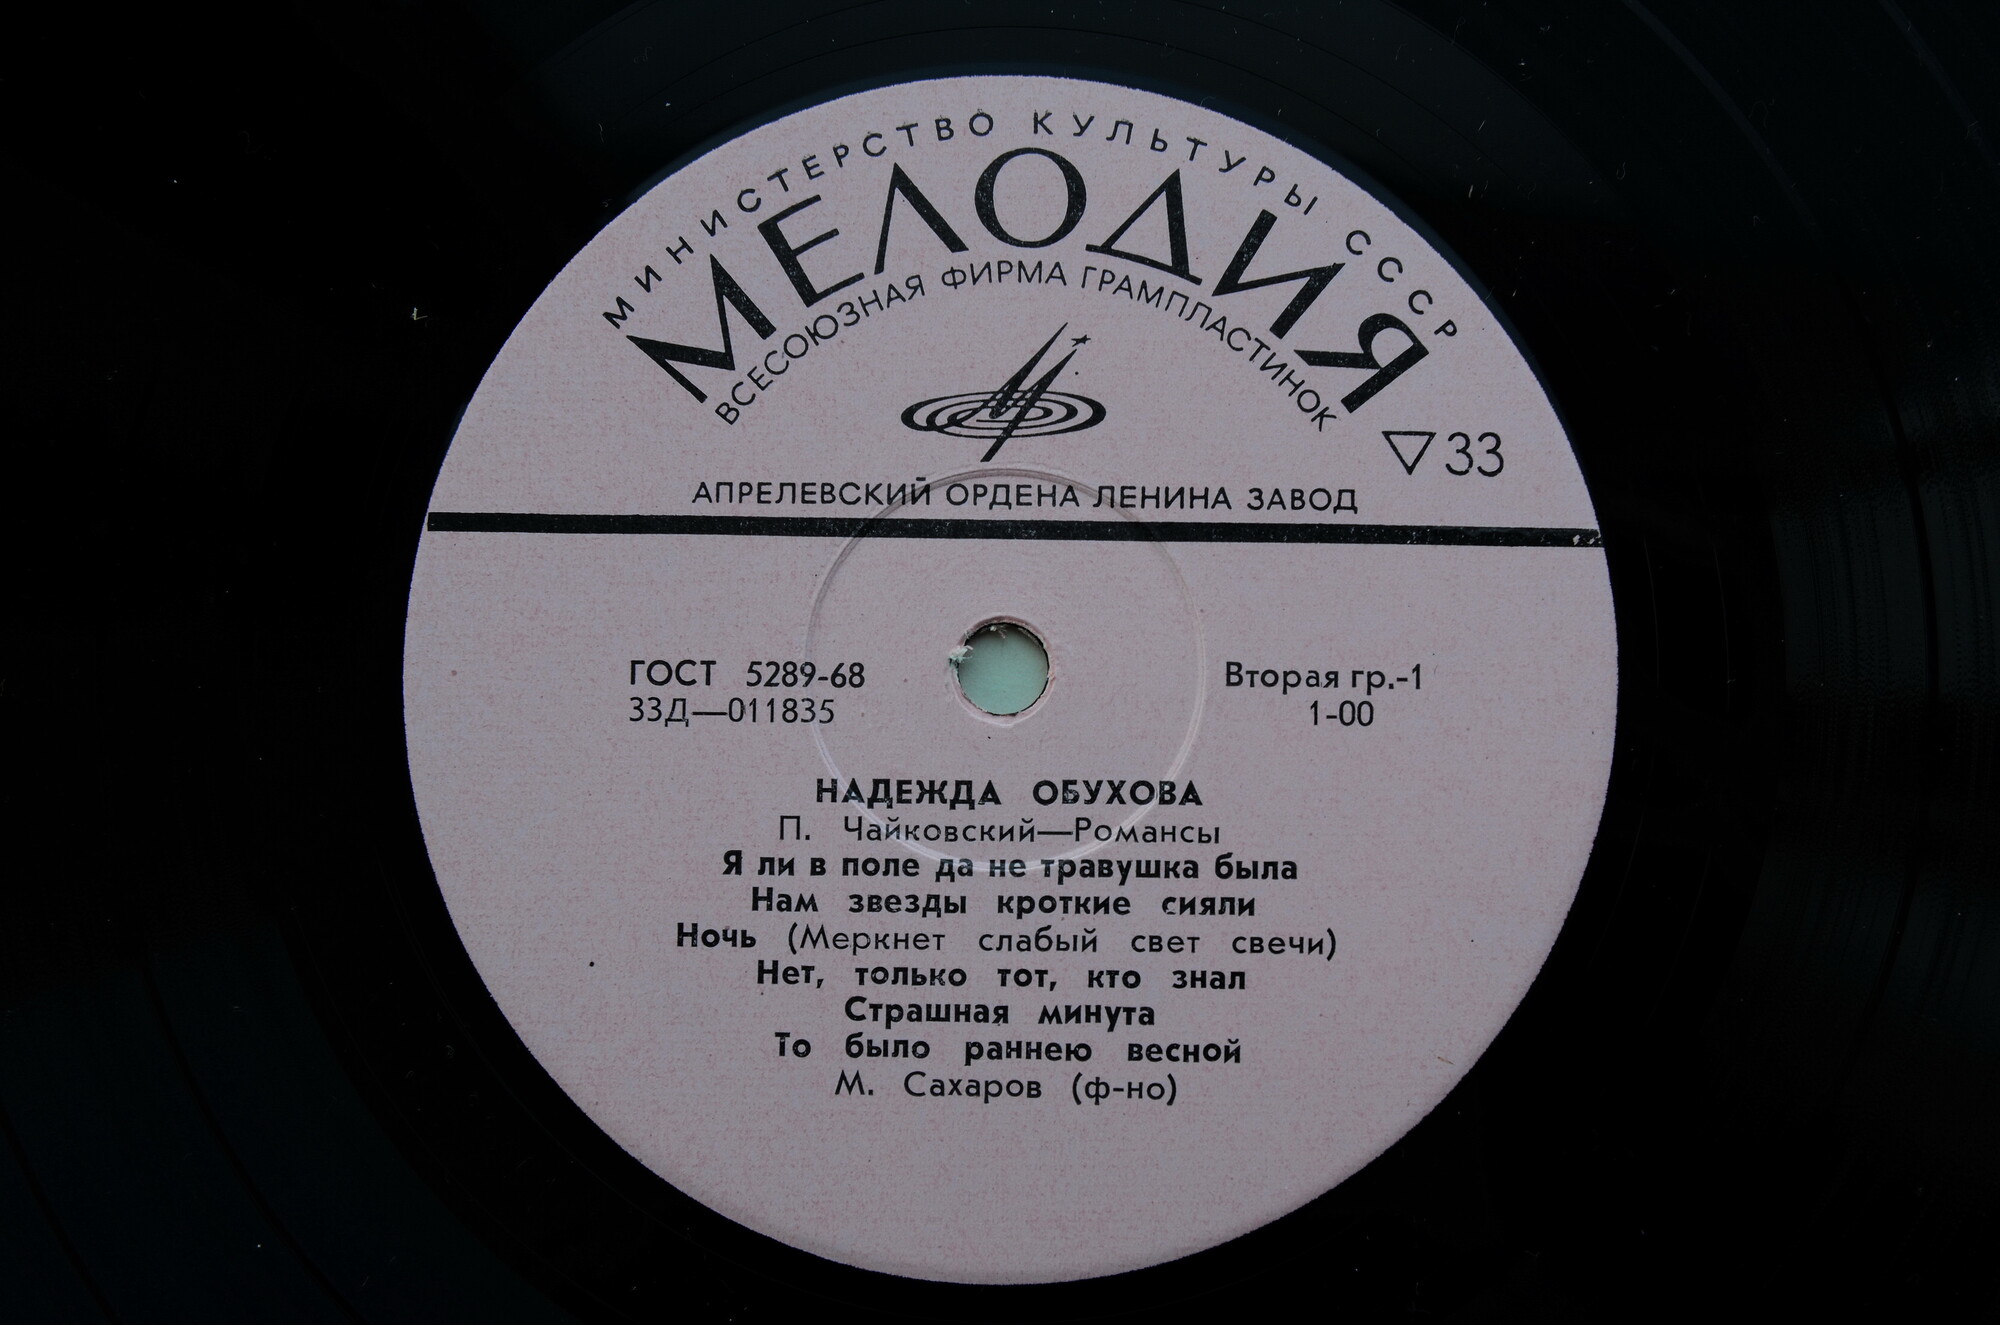 МИНИСТЕРСТВО КУЛЬТУРЫ СССР
МЕЛОДИЯ
ВСЕСОЮЗНАЯ ФИРМА ГРАМПЛАСТИНОК
▽33
АПРЕЛЕВСКИЙ ОРДЕНА ЛЕНИНА ЗАВОД
ГОСТ 5289-68
33Д—011835
Вторая гр.-1
1-00
НАДЕЖДА ОБУХОВА
П. Чайковский—Романсы
Я ли в поле да не травушка была
Нам звезды кроткие сияли
Ночь (Меркнет слабый свет свечи)
Нет, только тот, кто знал
Страшная минута
То было раннею весной
М. Сахаров (ф-но)